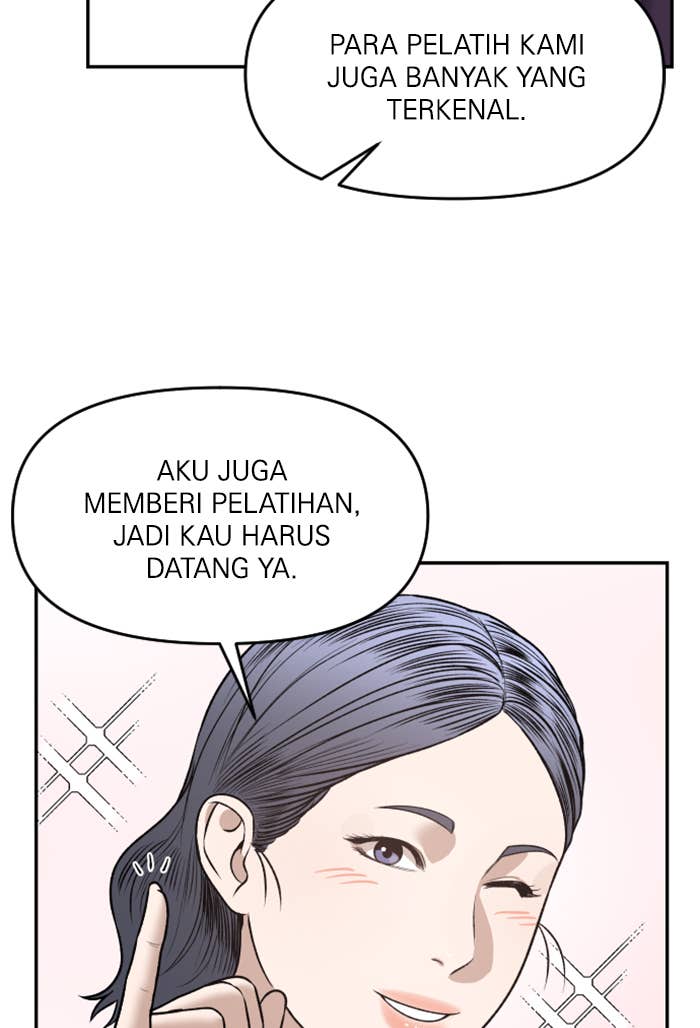 PARA PELATIH KAMI
JUGA BANYAK YANG
TERKENAL.
AKU JUGA
MEMBERI PELATIHAN,
JADI KAU HARUS
DATANG YA.